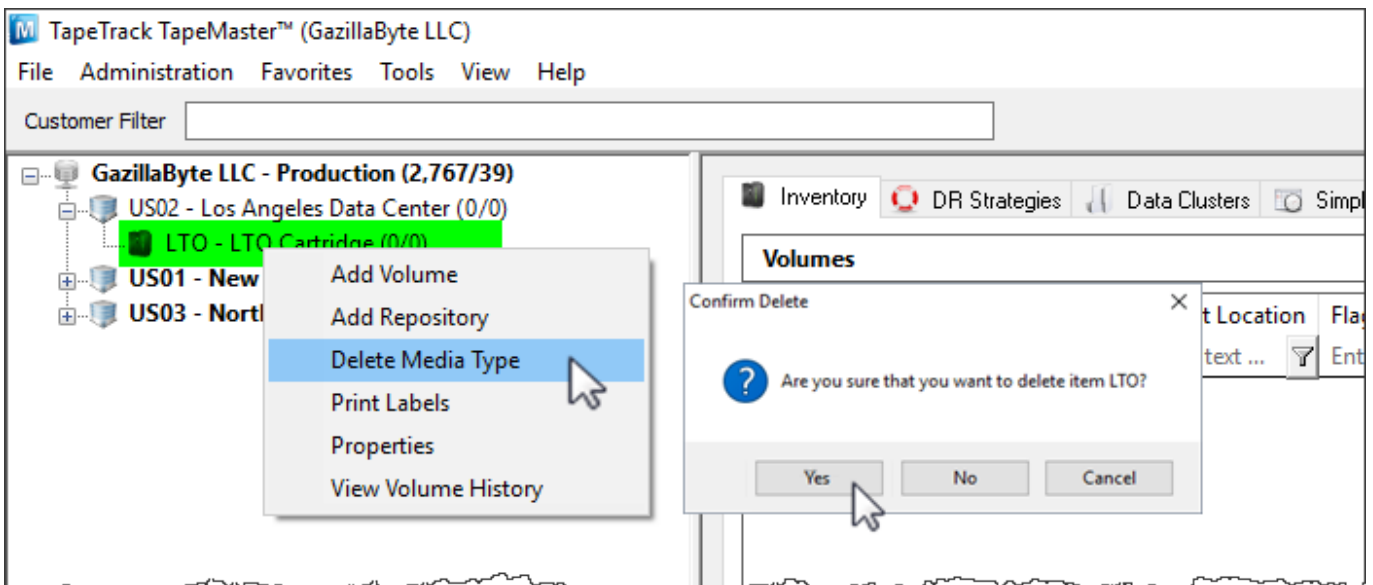 TapeTrack TapeMaster™ (GazillaByte LLC)
File Administration Favorites Tools View Help
Customer Filter
GazillaByte LLC - Production (2,767/39)
US02 - Los Angeles Data Center (0/0)
LTO - LTO Cartridge (0/0)
US01 - New
US03 - North
Add Volume
Add Repository
Delete Media Type
Print Labels
Properties
View Volume History
Inventory DR Strategies Data Clusters Simpl
Volumes
t Location Flag
text ... Ent
Confirm Delete
Are you sure that you want to delete item LTO?
Yes No Cancel